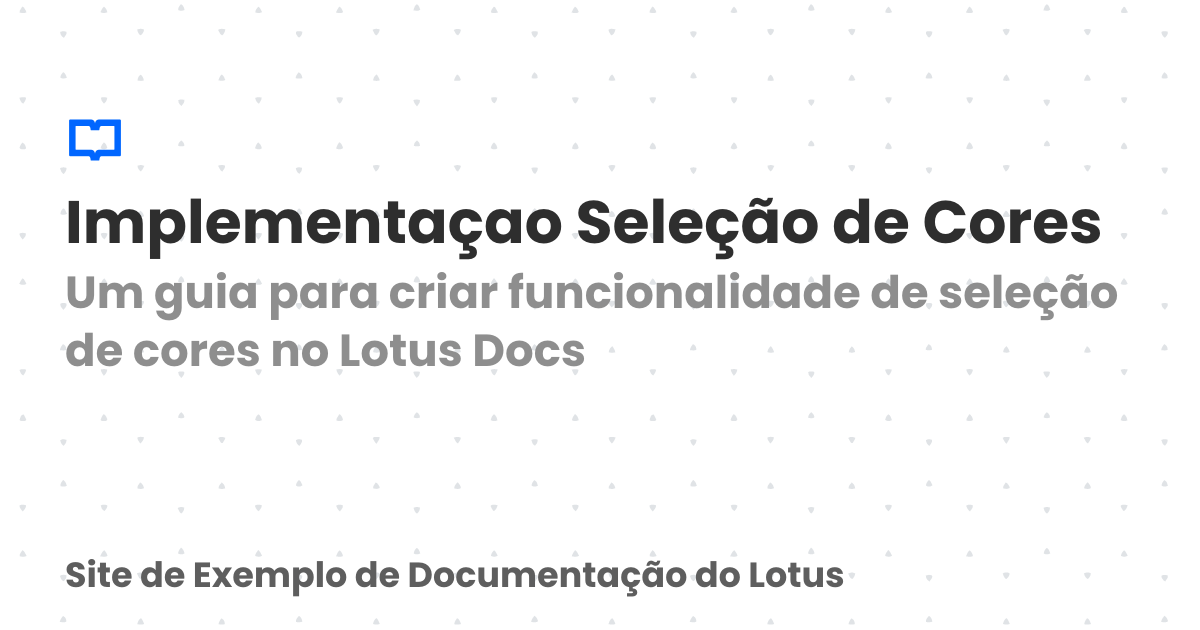 Implementaçao Seleção de Cores
Um guia para criar funcionalidade de seleção
de cores no Lotus Docs
Site de Exemplo de Documentação do Lotus